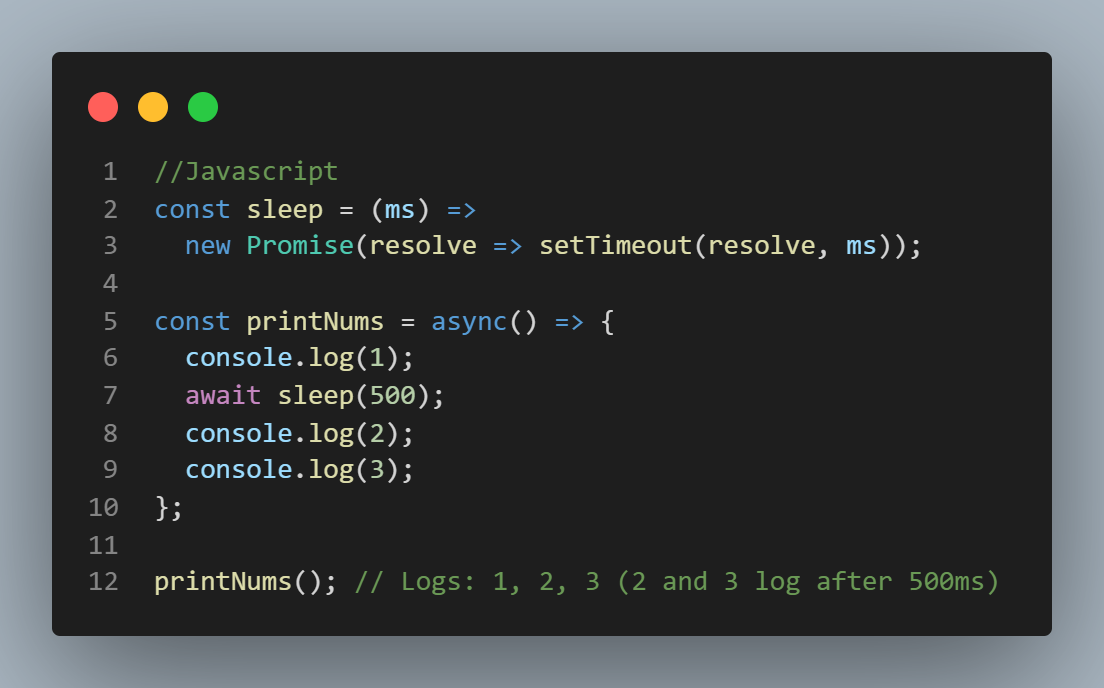 1 //Javascript
2 const sleep = (ms) =>
3   new Promise(resolve => setTimeout(resolve, ms));
4
5 const printNums = async() => {
6   console.log(1);
7   await sleep(500);
8   console.log(2);
9   console.log(3);
10 };
11
12 printNums(); // Logs: 1, 2, 3 (2 and 3 log after 500ms)